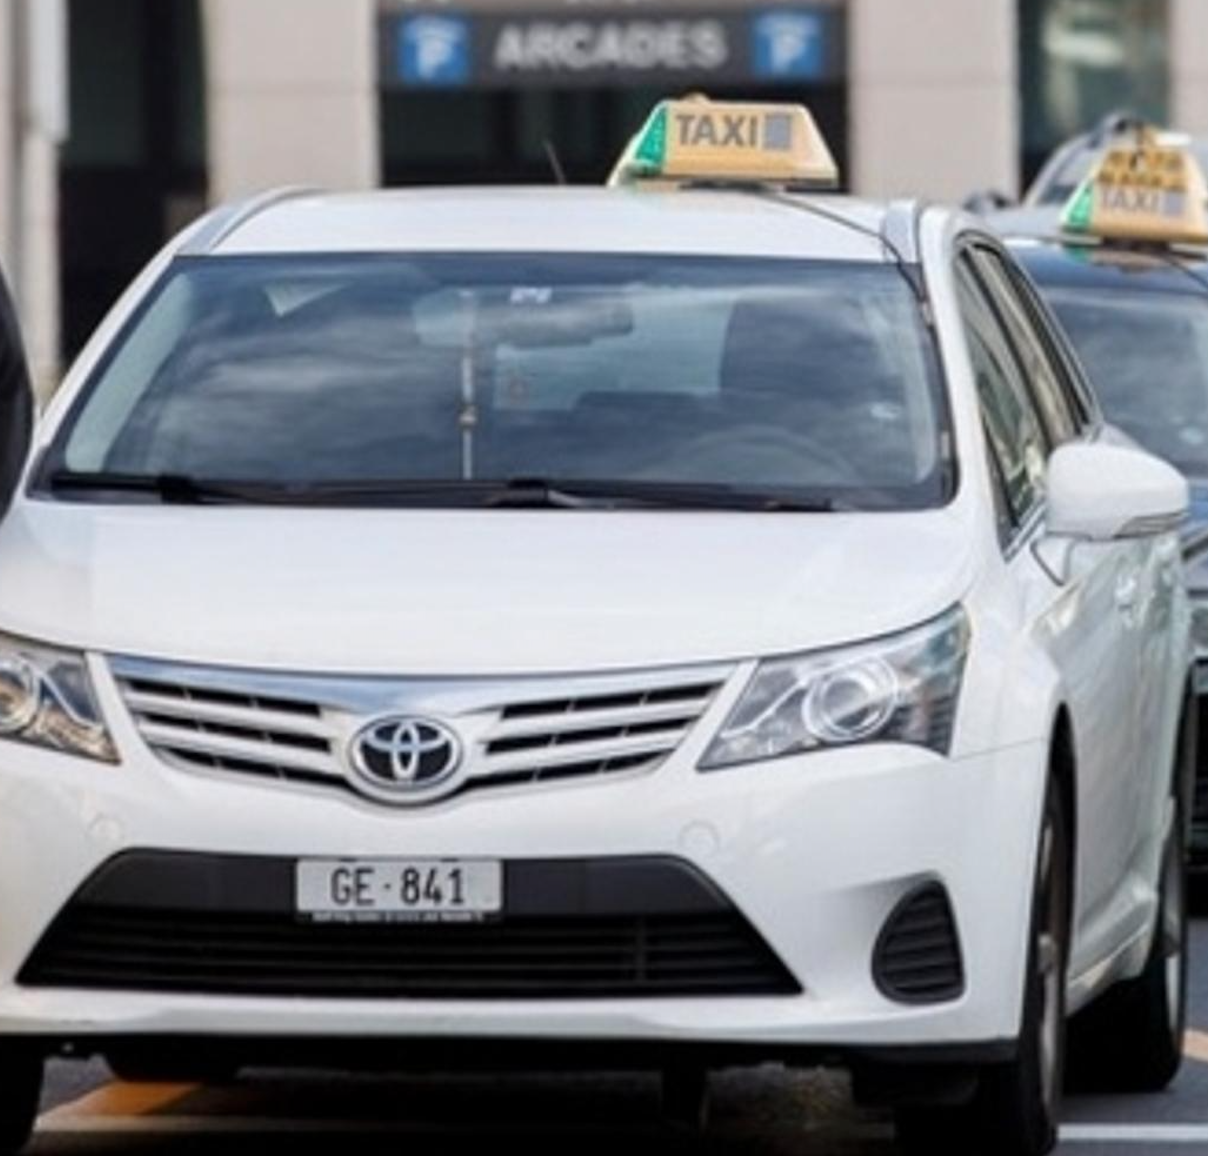 P ARCADES P
TAXI
TAXI
GE·841